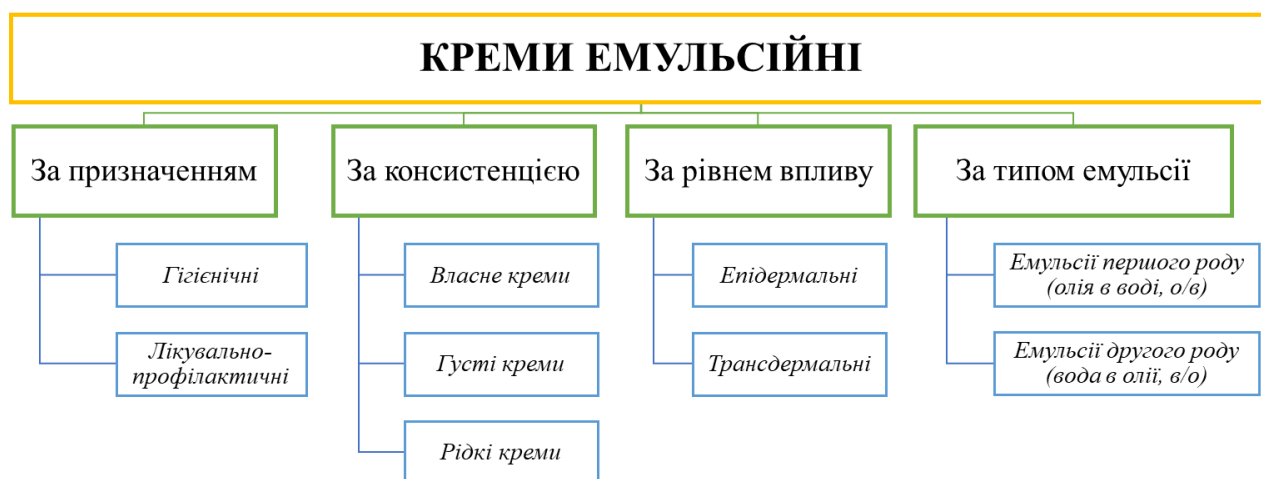 КРЕМИ ЕМУЛЬСІЙНІ
За призначенням
Гігієнічні
Лікувально-
профілактичні
За консистенцією
Власне креми
Густі креми
Рідкі креми
За рівнем впливу
Епідермальні
Трансдермальні
За типом емульсії
Емульсії першого роду
(олія в воді, о/в)
Емульсії другого роду
(вода в олії, в/о)